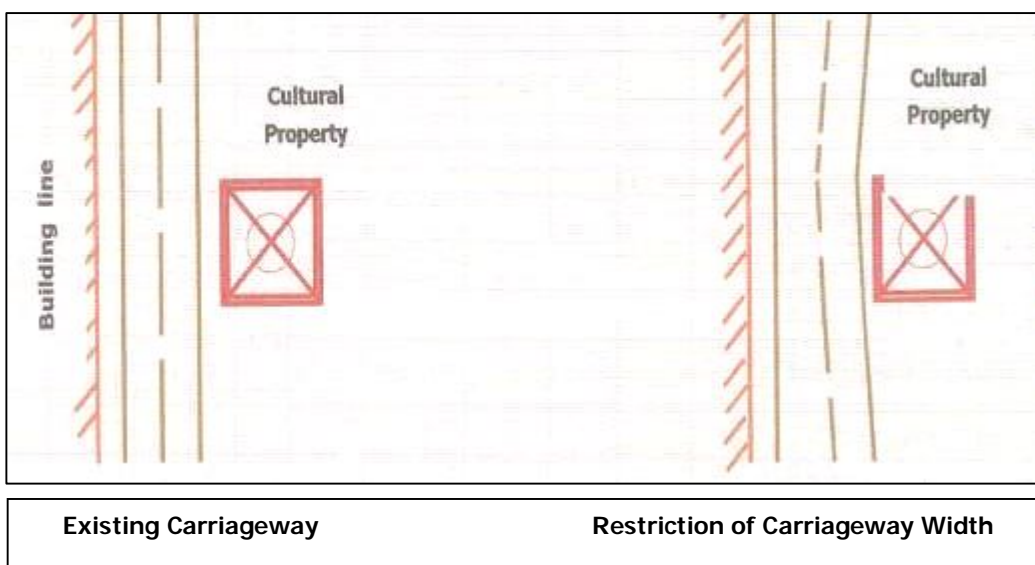 Cultural
Property
Cultural
Property
Building line
Existing Carriageway
Restriction of Carriageway Width